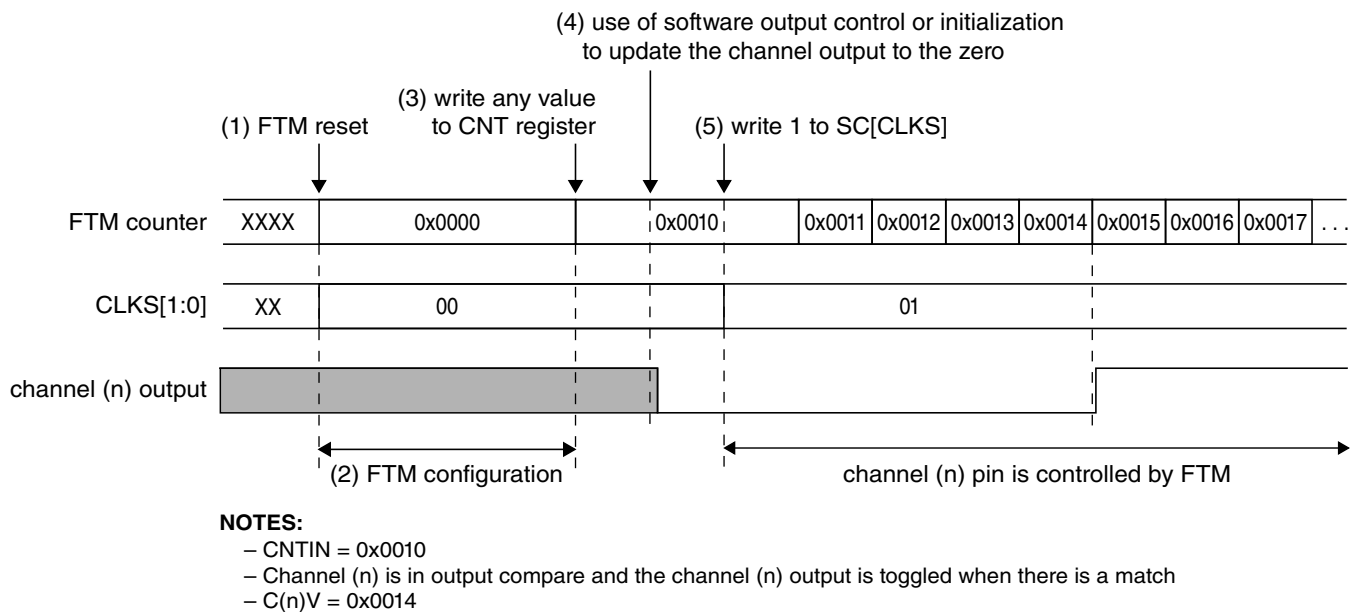 (4) use of software output control or initialization
to update the channel output to the zero
(3) write any value
to CNT register
(1) FTM reset
(5) write 1 to SC[CLKS]
FTM counter
XXXX
0x0000
0x0010
0x0011
0x0012
0x0013
0x0014
0x0015
0x0016
0x0017
. . .
CLKS[1:0]
XX
00
01
channel (n) output
(2) FTM configuration
channel (n) pin is controlled by FTM
NOTES:
– CNTIN = 0x0010
– Channel (n) is in output compare and the channel (n) output is toggled when there is a match
– C(n)V = 0x0014